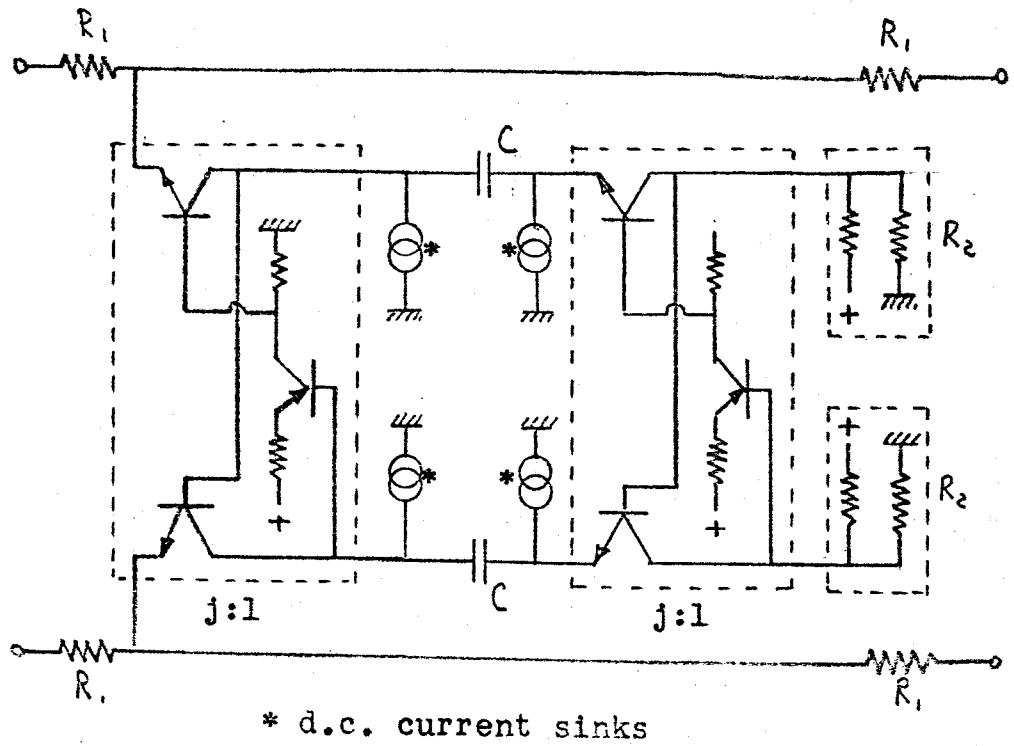 R₁
R₁
C
*
*
R₂
+
+
*
*
R₂
+
+
C
j:1
j:1
R₁
R₁
* d.c. current sinks